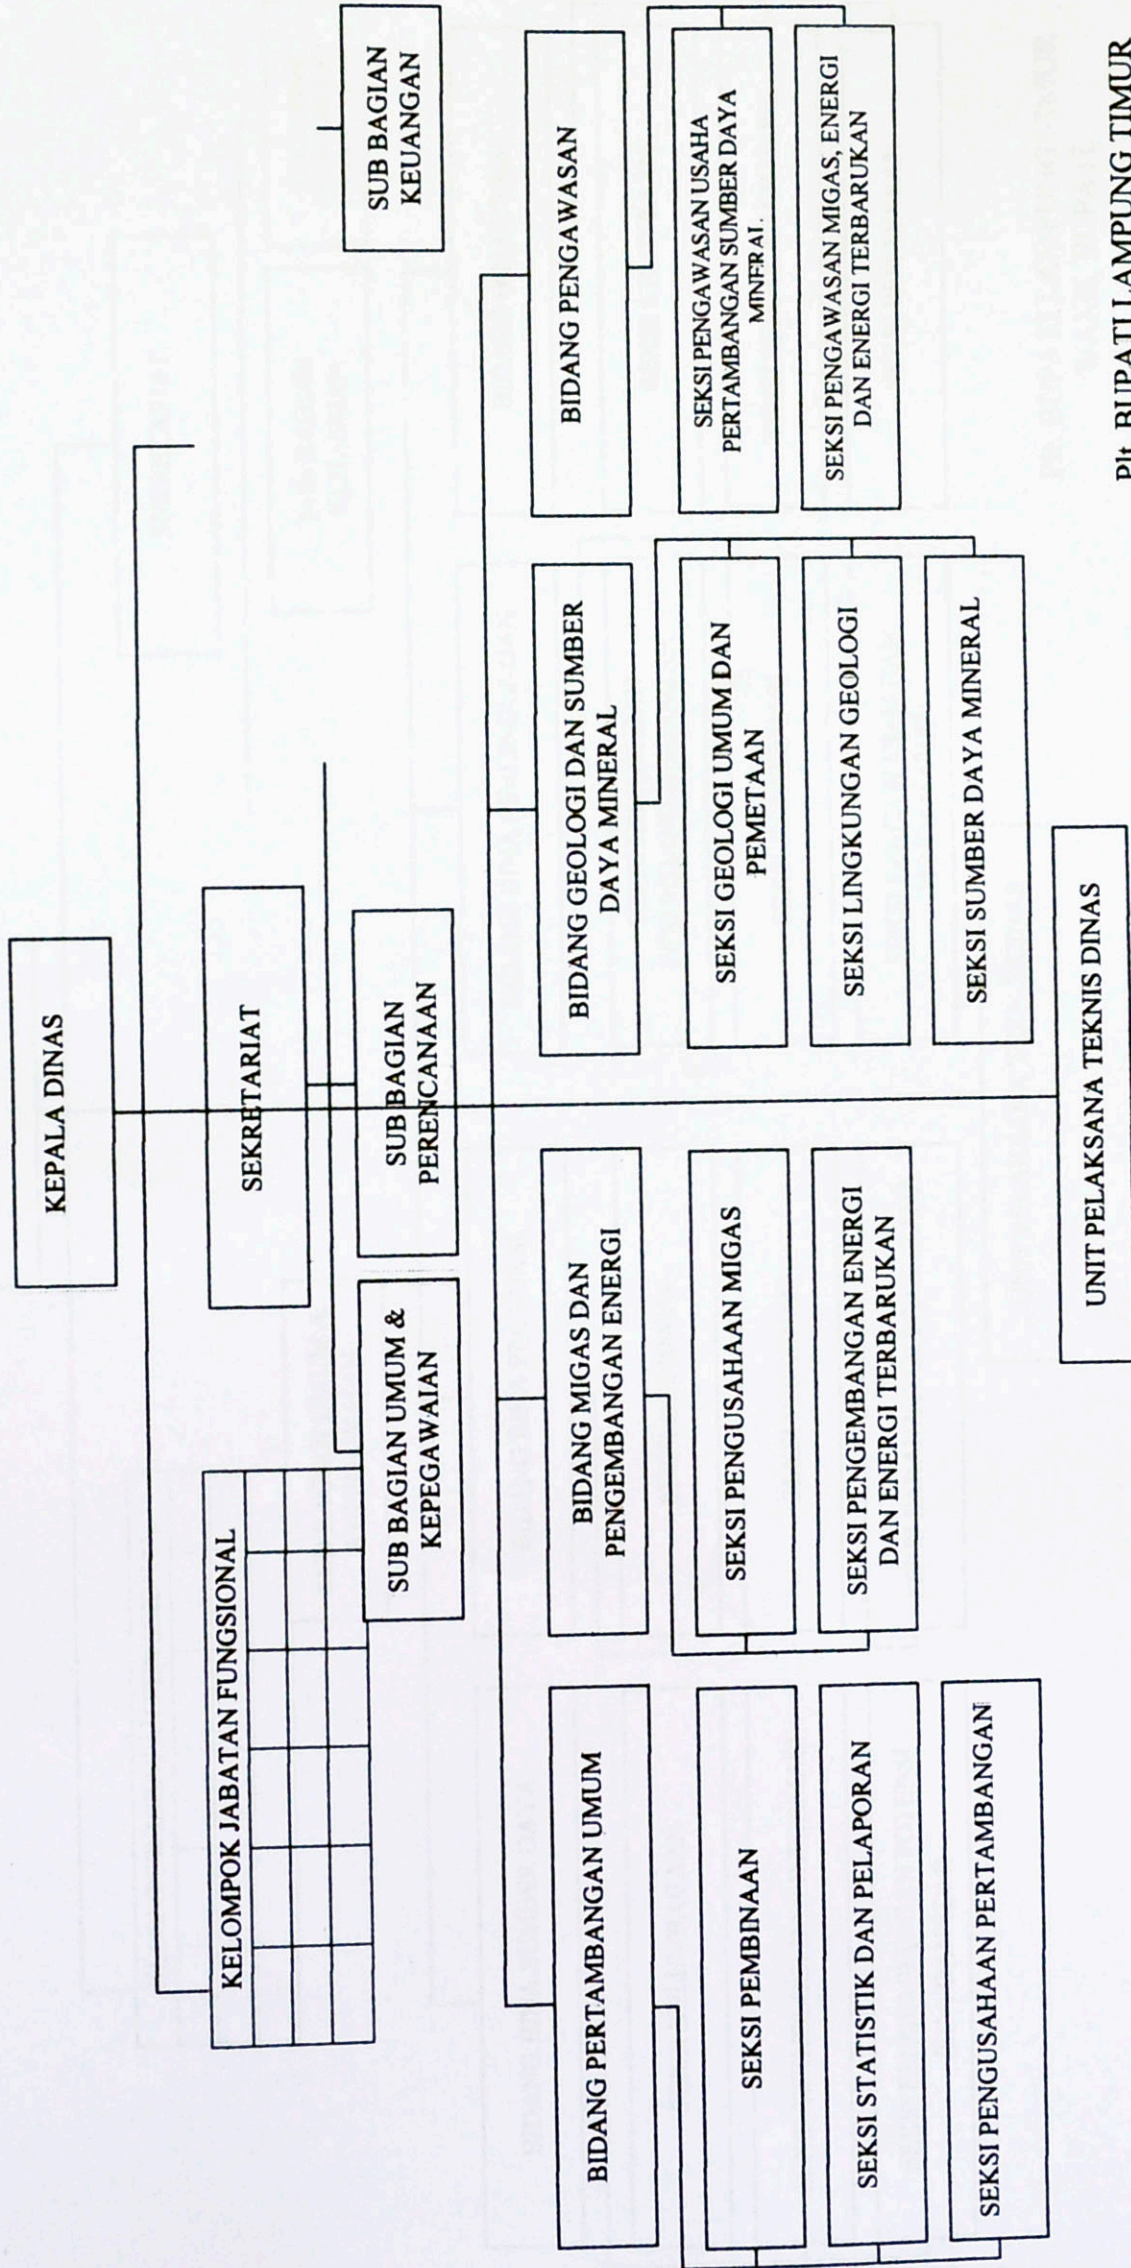 KEPALA DINAS
KELOMPOK JABATAN FUNGSIONAL
SEKRETARIAT
SUB BAGIAN UMUM &
KEPEGAWAIAN
SUB BAGIAN
PERENCANAAN
SUB BAGIAN
KEUANGAN
BIDANG PERTAMBANGAN UMUM
BIDANG MIGAS DAN
PENGEMBANGAN ENERGI
BIDANG GEOLOGI DAN SUMBER
DAYA MINERAL
BIDANG PENGAWASAN
SEKSI PEMBINAAN
SEKSI PENGUSAHAAN MIGAS
SEKSI GEOLOGI UMUM DAN
PEMETAAN
SEKSI PENGAWASAN USAHA
PERTAMBANGAN SUMBER DAYA
MINERAL.
SEKSI STATISTIK DAN PELAPORAN
SEKSI PENGEMBANGAN ENERGI
DAN ENERGI TERBARUKAN
SEKSI LINGKUNGAN GEOLOGI
SEKSI PENGAWASAN MIGAS, ENERGI
DAN ENERGI TERBARUKAN
SEKSI PENGUSAHAAN PERTAMBANGAN
SEKSI SUMBER DAYA MINERAL
UNIT PELAKSANA TEKNIS DINAS
Plt. BUPATI LAMPUNG TIMUR